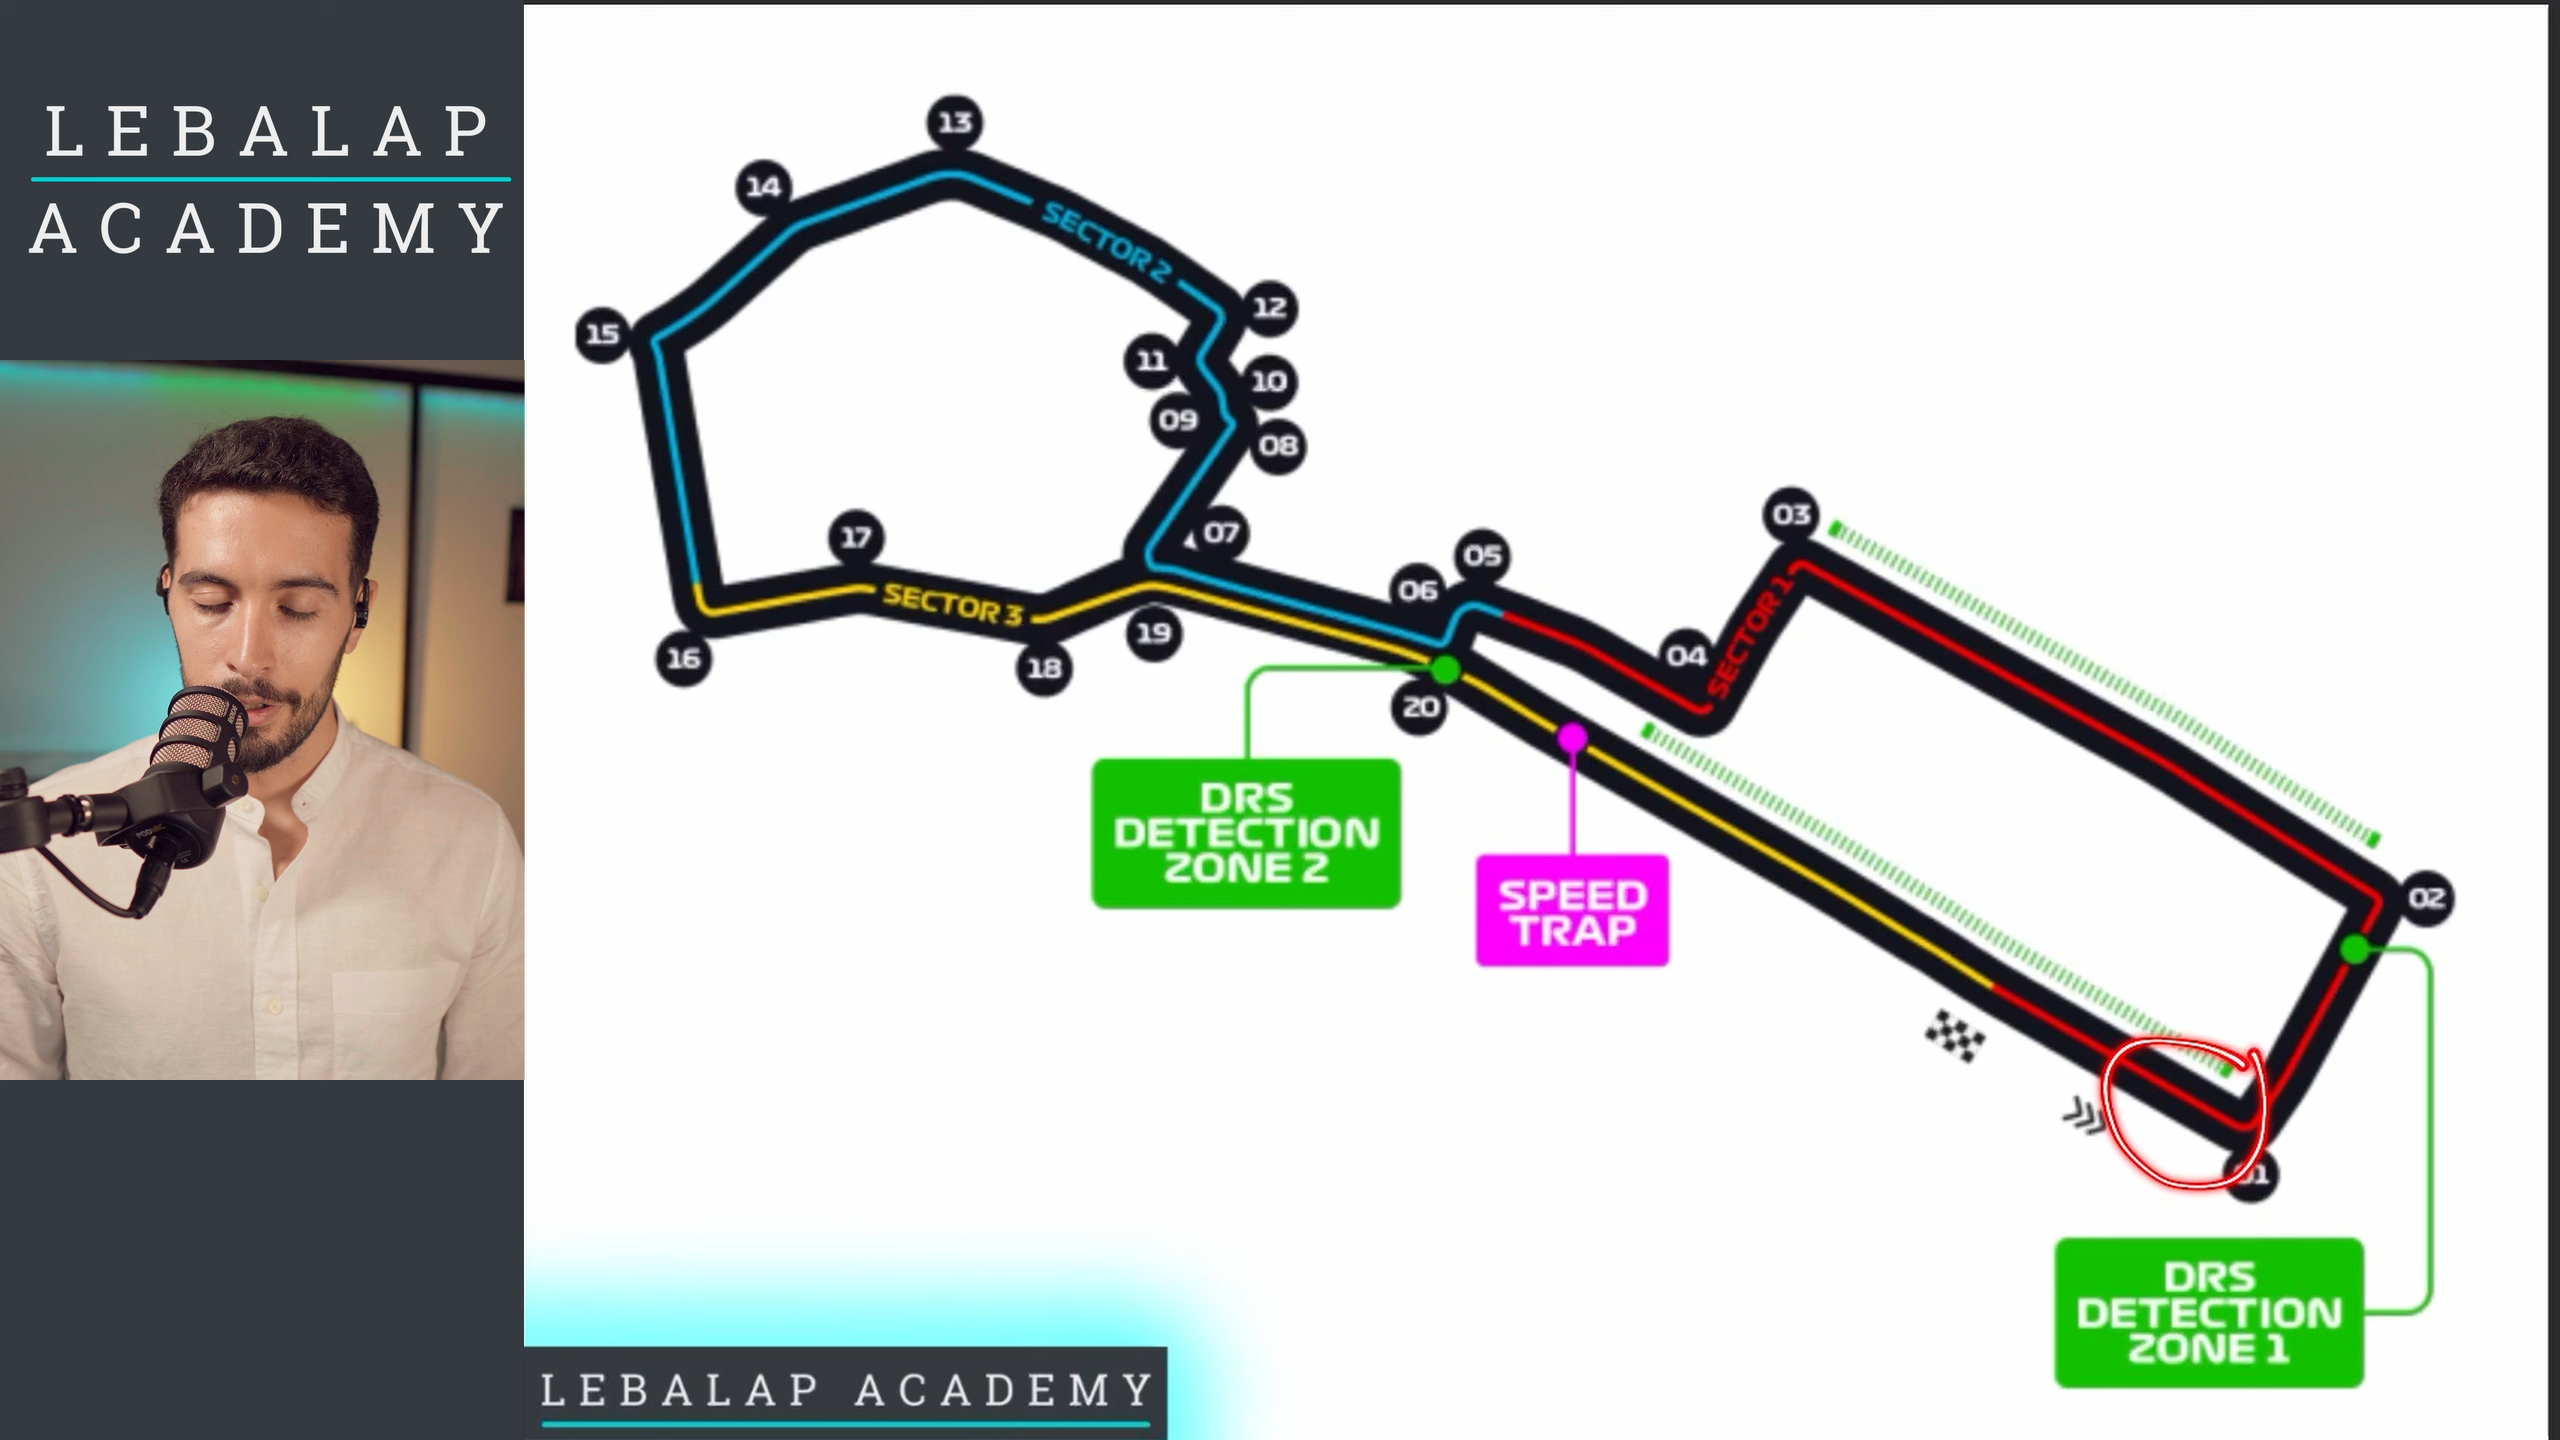 LEBALAP
ACADEMY
13
14
SECTOR 2
12
15
11
10
09
08
03
07
17
05
06
SECTOR 3
SECTOR 1
04
19
16
18
20
DRS
DETECTION
ZONE 2
SPEED
TRAP
02
01
DRS
DETECTION
ZONE 1
LEBALAP ACADEMY